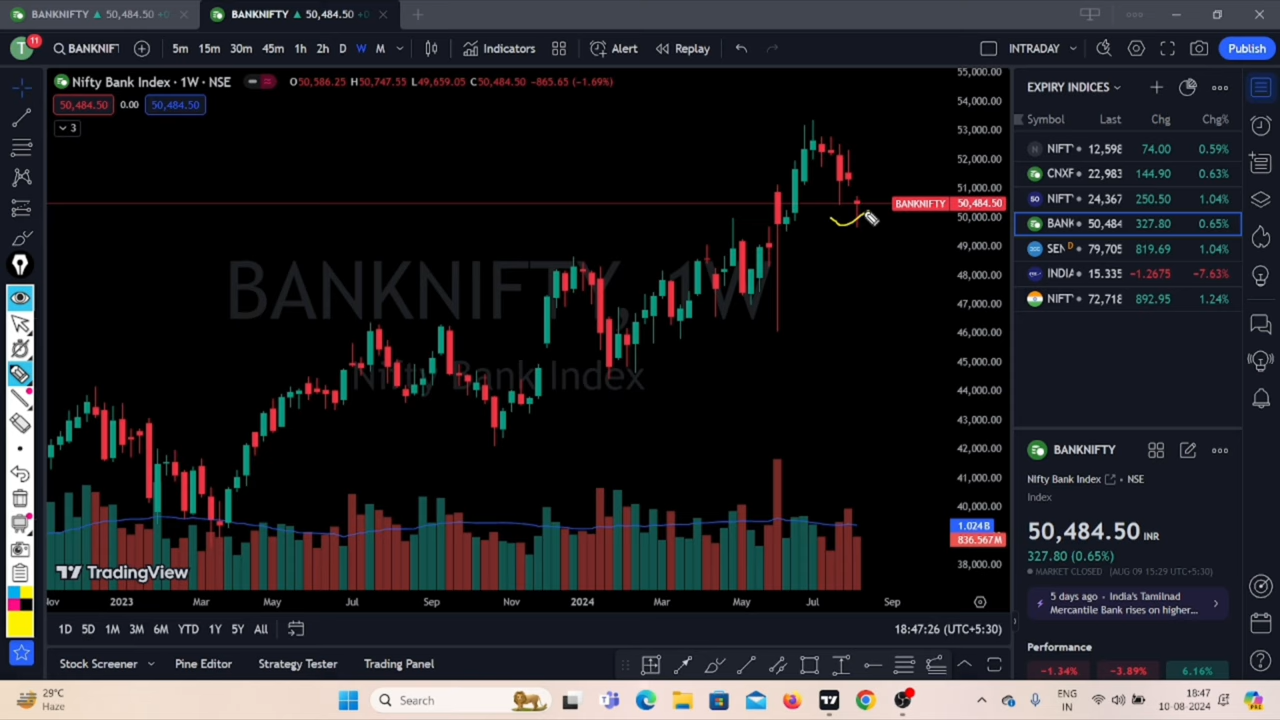 BANKNIFTY ▲ 50,484.50 +0
BANKNIFTY ▲ 50,484.50 +0
T 11 BANKNIFT 5m 15m 30m 45m 1h 2h D W M Indicators Alert Replay INTRADAY Publish
Nifty Bank Index · 1W · NSE O50,586.25 H50,747.55 L49,659.05 C50,484.50 -865.65 (-1.69%)
50,484.50 0.00 50,484.50
3
BANKNIFTY, 1W
Nifty Bank Index
55,000.00
54,000.00
53,000.00
52,000.00
51,000.00
BANKNIFTY 50,484.50
50,000.00
49,000.00
48,000.00
47,000.00
46,000.00
45,000.00
44,000.00
43,000.00
42,000.00
41,000.00
40,000.00
1.024B
836.567M
38,000.00
TradingView
Nov 2023 Mar May Jul Sep Nov 2024 Mar May Jul Sep
1D 5D 1M 3M 6M YTD 1Y 5Y All 18:47:26 (UTC+5:30)
Stock Screener Pine Editor Strategy Tester Trading Panel
EXPIRY INDICES
Symbol Last Chg Chg%
NIFT 12,598 74.00 0.59%
CNXF 22,983 144.90 0.63%
50 NIFT 24,367 250.50 1.04%
BANK 50,484 327.80 0.65%
30 SEN D 79,705 819.69 1.04%
INDIA 15.335 -1.2675 -7.63%
NIFT 72,718 892.95 1.24%
BANKNIFTY
Nifty Bank Index · NSE
Index
50,484.50 INR
327.80 (0.65%)
MARKET CLOSED (AUG 09 15:29 UTC+5:30)
5 days ago · India's Tamilnad
Mercantile Bank rises on higher...
Performance
-1.34% -3.89% 6.16%
29°C
Haze
Search
ENG
IN
18:47
10-08-2024